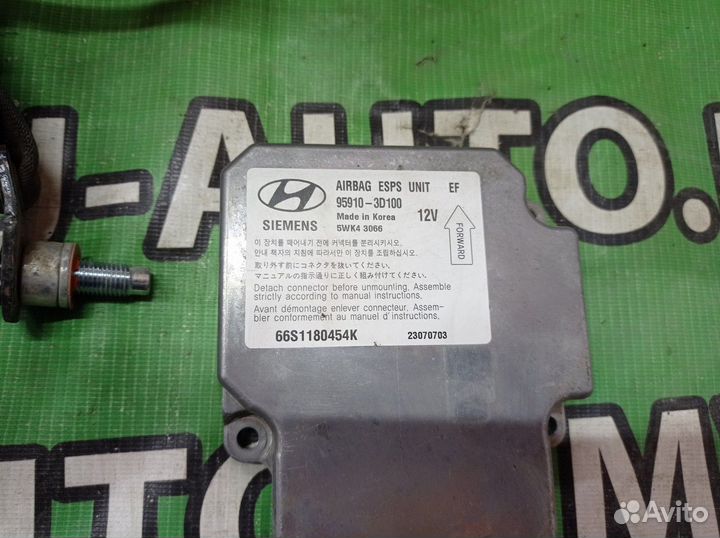 U-AUTO.
AIRBAG ESPS UNIT EF
95910-3D100
Made in Korea 12V
SIEMENS 5WK4 3066
FORWARD
이 장치를 떼어내기 전에 커넥터를 분리시키시오.
안내 책자의 지침에 따라서만 이 장치를 조립하십시오.
取り外す前にコネクタを抜いてください。
マニュアルの指示通りに正しく組み付けてください。
Detach connector before unmounting. Assemble
strictly according to manual instructions.
Avant démontage enlever connecteur. Assem-
bler conformement au manuel d'instructions.
66S1180454K 23070703
AUTO
M
Avito